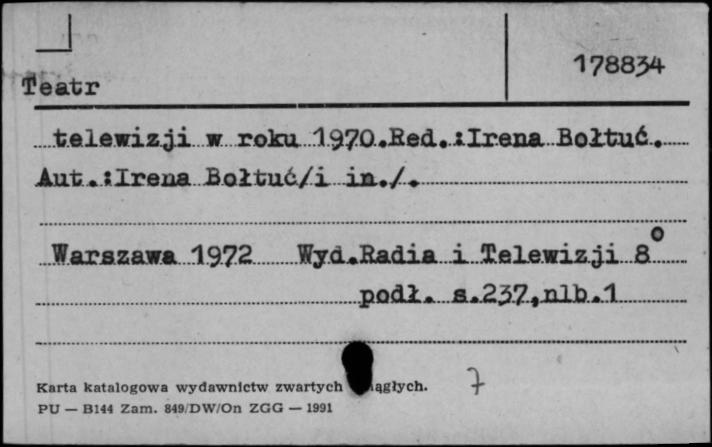 178834
Teatr
telewizji w roku 1970.Red.:Irena Bołtuć.
Aut.:Irena Bołtuć/i in./.
Warszawa 1972 Wyd.Radia i Telewizji 8°
podł. s.237,nlb.1
Karta katalogowa wydawnictw zwartych
7
PU — B144 Zam. 849/DW/On ZGG — 1991